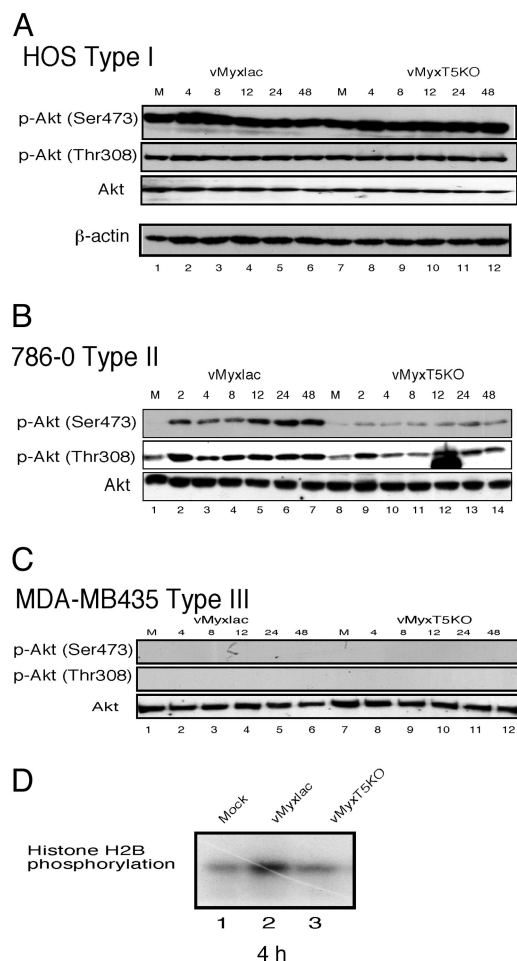 A
HOS Type I
vMyxlac vMyxT5KO
M 4 8 12 24 48 M 4 8 12 24 48
p-Akt (Ser473)
p-Akt (Thr308)
Akt
β-actin
1 2 3 4 5 6 7 8 9 10 11 12
B
786-0 Type II
vMyxlac vMyxT5KO
M 2 4 8 12 24 48 M 2 4 8 12 24 48
p-Akt (Ser473)
p-Akt (Thr308)
Akt
1 2 3 4 5 6 7 8 9 10 11 12 13 14
C
MDA-MB435 Type III
vMyxlac vMyxT5KO
M 4 8 12 24 48 M 4 8 12 24 48
p-Akt (Ser473)
p-Akt (Thr308)
Akt
1 2 3 4 5 6 7 8 9 10 11 12
D
Mock vMyxlac vMyxT5KO
Histone H2B
phosphorylation
1 2 3
4 h